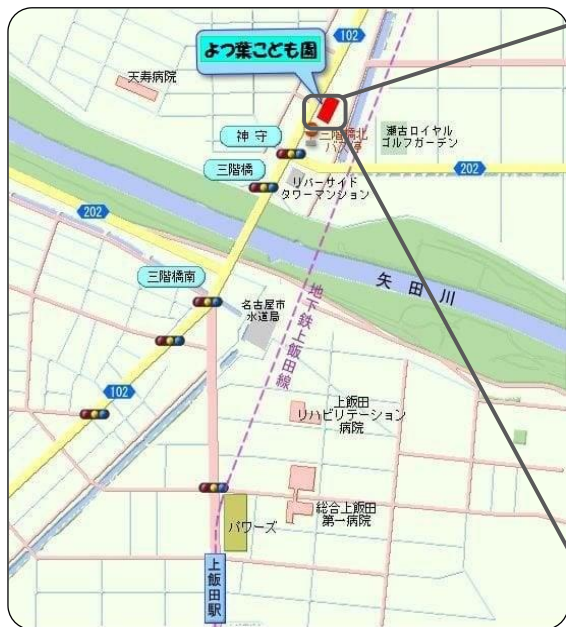 102
よつ葉こども園
天寿病院
神守
三階橋北
バス停
瀬古ロイヤル
ゴルフガーデン
三階橋
リバーサイド
タワーマンション
202
202
矢田川
三階橋南
名古屋市
水道局
地下鉄上飯田線
102
上飯田
リハビリテーション
病院
総合上飯田
第一病院
パワーズ
上飯田駅